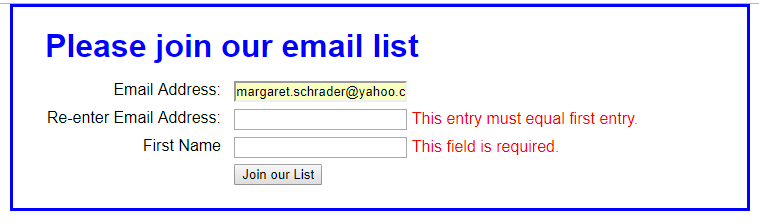 Please join our email list
Email Address: margaret.schrader@yahoo.c
Re-enter Email Address: This entry must equal first entry.
First Name This field is required.
Join our List